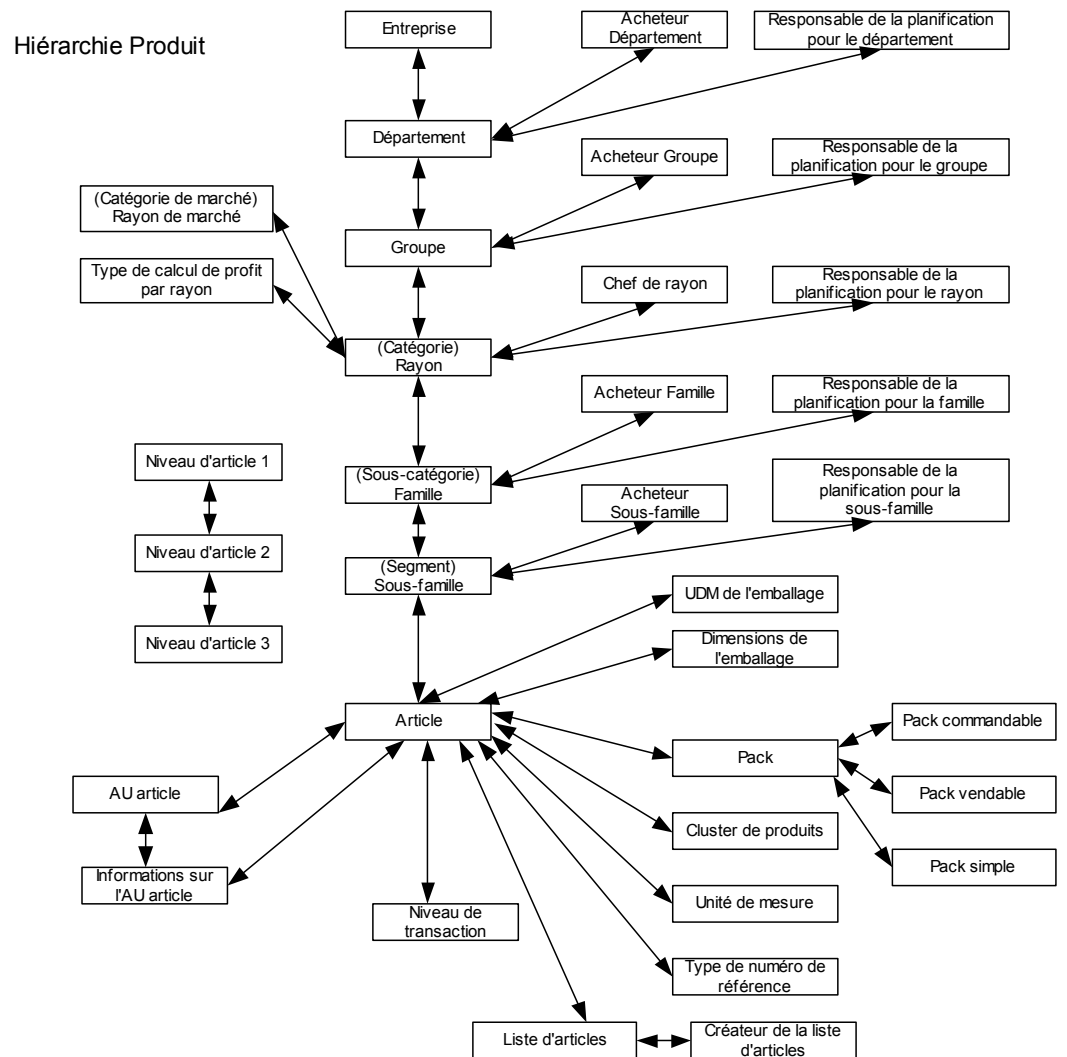 Hiérarchie Produit
Entreprise
Acheteur
Département
Responsable de la planification
pour le département
Département
Acheteur Groupe
Responsable de la
planification pour le groupe
(Catégorie de marché)
Rayon de marché
Groupe
Type de calcul de profit
par rayon
Chef de rayon
Responsable de la
planification pour le rayon
(Catégorie)
Rayon
Acheteur Famille
Responsable de la
planification pour la famille
Niveau d'article 1
(Sous-catégorie)
Famille
Acheteur
Sous-famille
Responsable de la
planification pour la
sous-famille
Niveau d'article 2
(Segment)
Sous-famille
UDM de l'emballage
Niveau d'article 3
Dimensions de
l'emballage
Article
Pack commandable
Pack
AU article
Pack vendable
Cluster de produits
Informations sur
l'AU article
Pack simple
Niveau de
transaction
Unité de mesure
Type de numéro de
référence
Liste d'articles
Créateur de la liste
d'articles